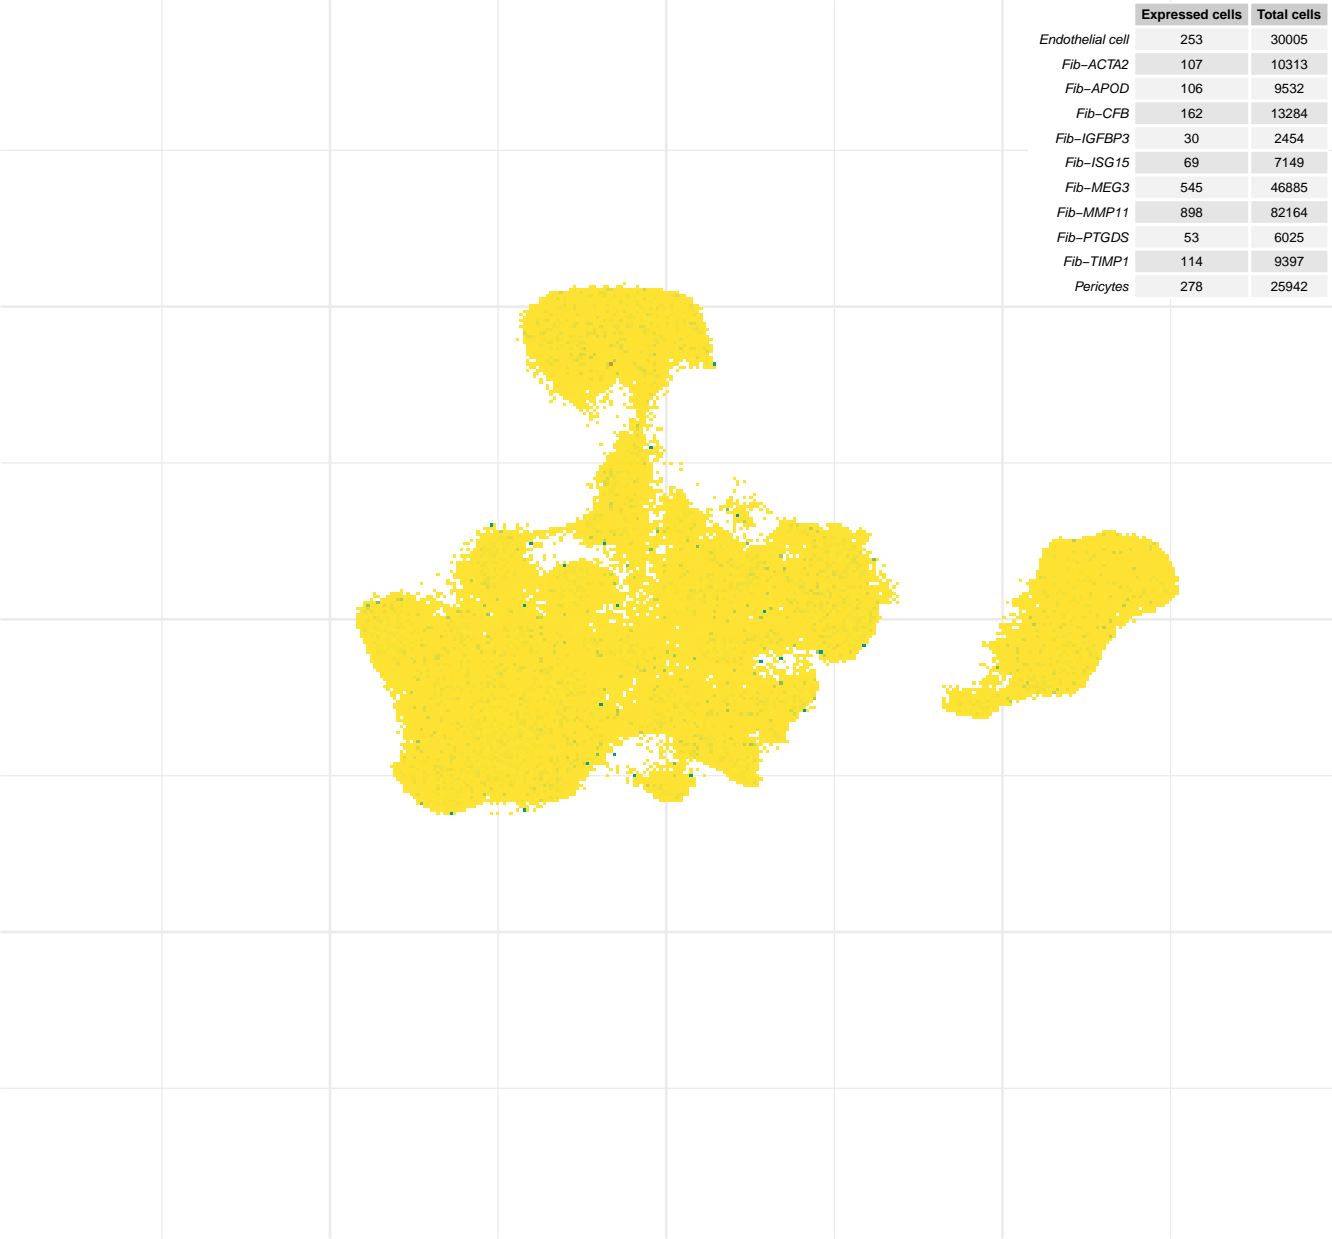 Expressed cells Total cells
Endothelial cell 253 30005
Fib−ACTA2 107 10313
Fib−APOD 106 9532
Fib−CFB 162 13284
Fib−IGFBP3 30 2454
Fib−ISG15 69 7149
Fib−MEG3 545 46885
Fib−MMP11 898 82164
Fib−PTGDS 53 6025
Fib−TIMP1 114 9397
Pericytes 278 25942